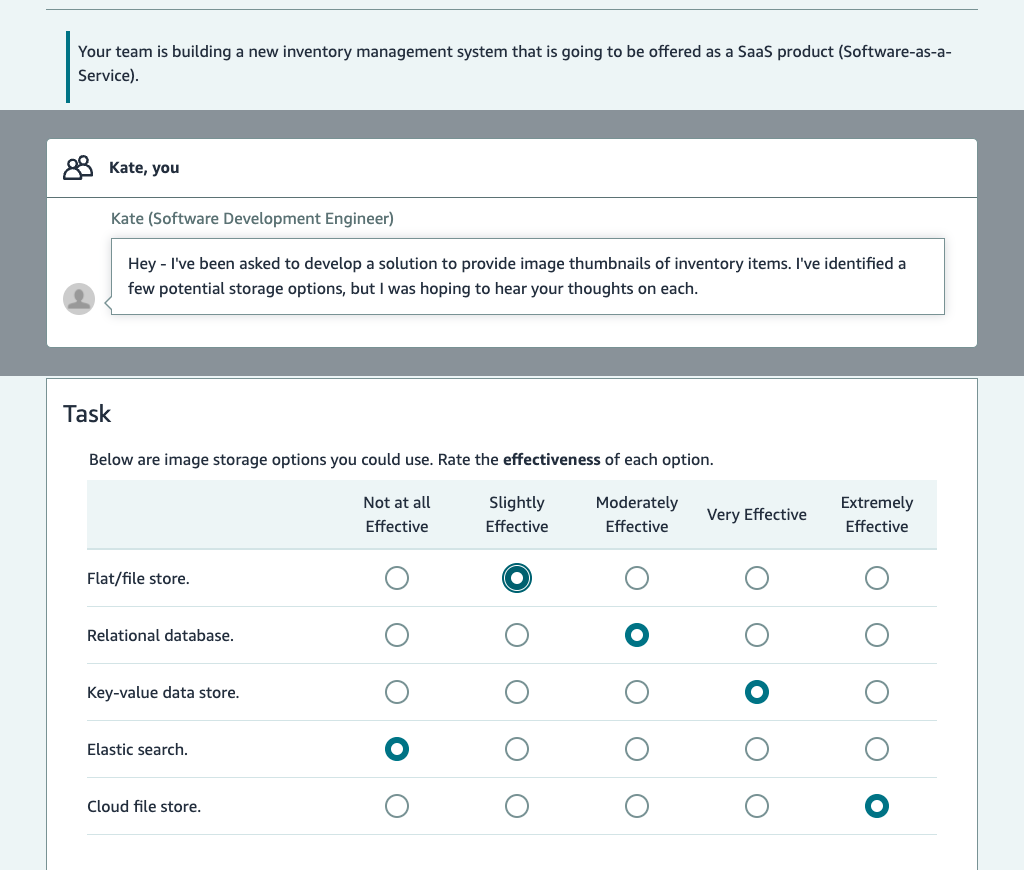 Your team is building a new inventory management system that is going to be offered as a SaaS product (Software-as-a-
Service).
Kate, you
Kate (Software Development Engineer)
Hey - I've been asked to develop a solution to provide image thumbnails of inventory items. I've identified a
few potential storage options, but I was hoping to hear your thoughts on each.
Task
Below are image storage options you could use. Rate the effectiveness of each option.
Not at all Slightly Moderately Very Effective Extremely
Effective Effective Effective Effective
Flat/file store.
Relational database.
Key-value data store.
Elastic search.
Cloud file store.